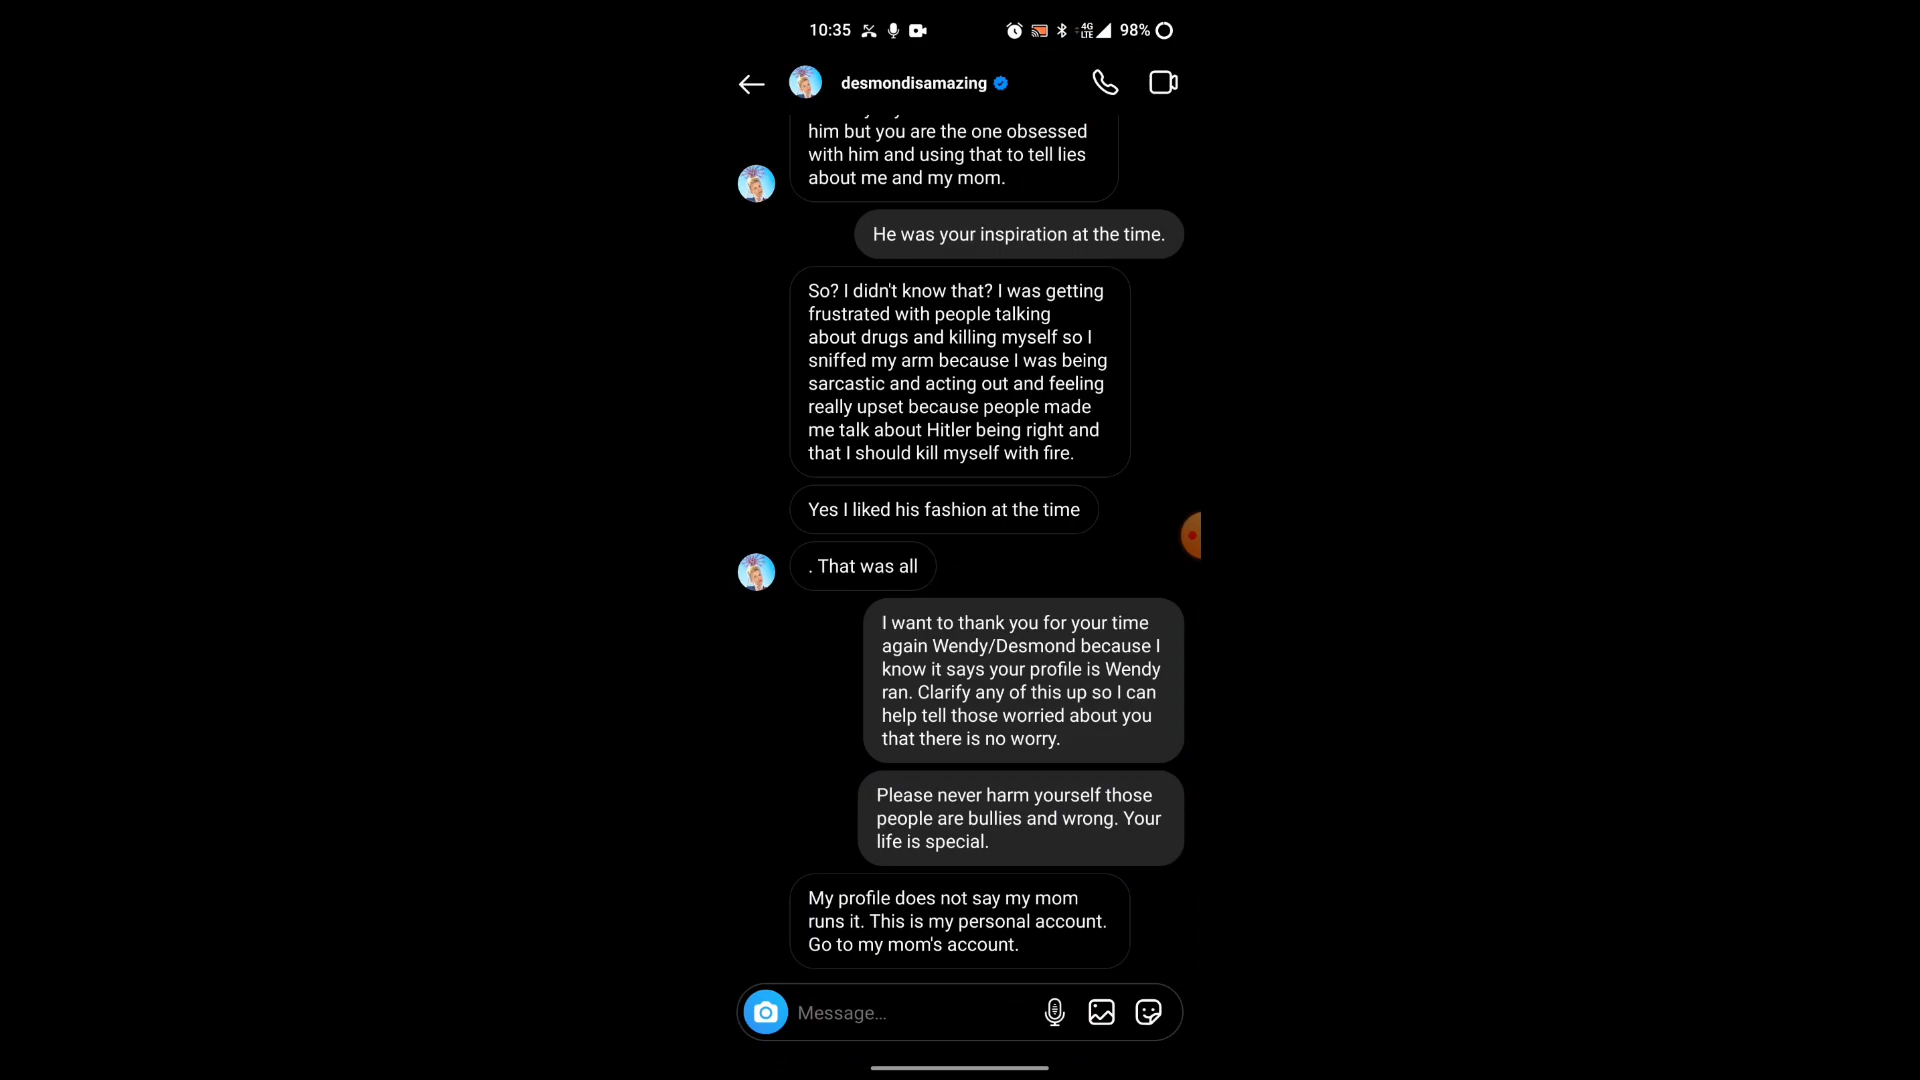 10:35
4G
LTE
98%
desmondisamazing
him but you are the one obsessed
with him and using that to tell lies
about me and my mom.
He was your inspiration at the time.
So? I didn't know that? I was getting
frustrated with people talking
about drugs and killing myself so I
sniffed my arm because I was being
sarcastic and acting out and feeling
really upset because people made
me talk about Hitler being right and
that I should kill myself with fire.
Yes I liked his fashion at the time
. That was all
I want to thank you for your time
again Wendy/Desmond because I
know it says your profile is Wendy
ran. Clarify any of this up so I can
help tell those worried about you
that there is no worry.
Please never harm yourself those
people are bullies and wrong. Your
life is special.
My profile does not say my mom
runs it. This is my personal account.
Go to my mom's account.
Message...